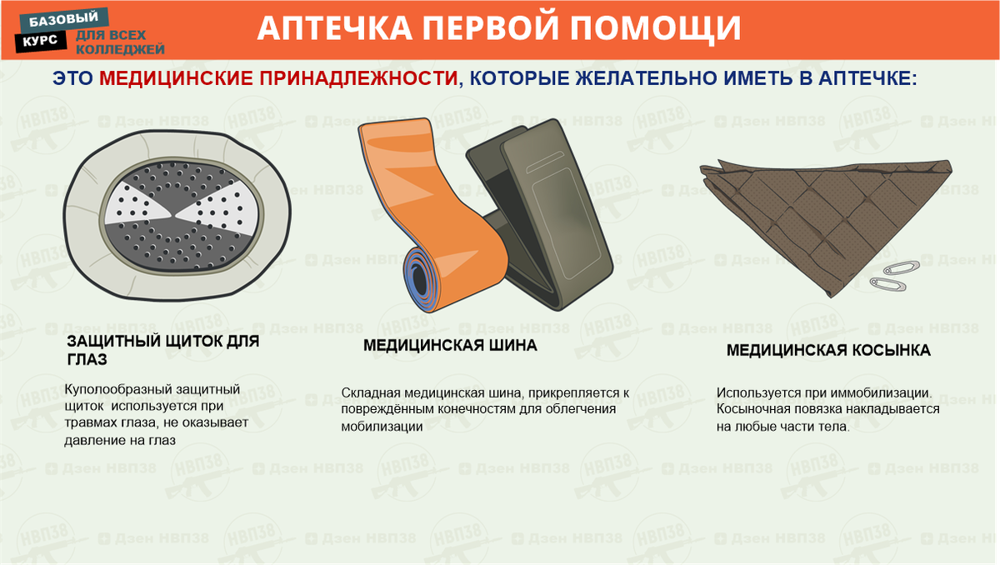 БАЗОВЫЙ
КУРС
ДЛЯ ВСЕХ
КОЛЛЕДЖЕЙ
АПТЕЧКА ПЕРВОЙ ПОМОЩИ
ЭТО МЕДИЦИНСКИЕ ПРИНАДЛЕЖНОСТИ, КОТОРЫЕ ЖЕЛАТЕЛЬНО ИМЕТЬ В АПТЕЧКЕ:
ЗАЩИТНЫЙ ЩИТОК ДЛЯ
ГЛАЗ
Куполообразный защитный
щиток используется при
травмах глаза, не оказывает
давление на глаз
МЕДИЦИНСКАЯ ШИНА
Складная медицинская шина, прикрепляется к
повреждённым конечностям для облегчения
мобилизации
МЕДИЦИНСКАЯ КОСЫНКА
Используется при иммобилизации.
Косыночная повязка накладывается
на любые части тела.
НВП38
Дзен НВП38